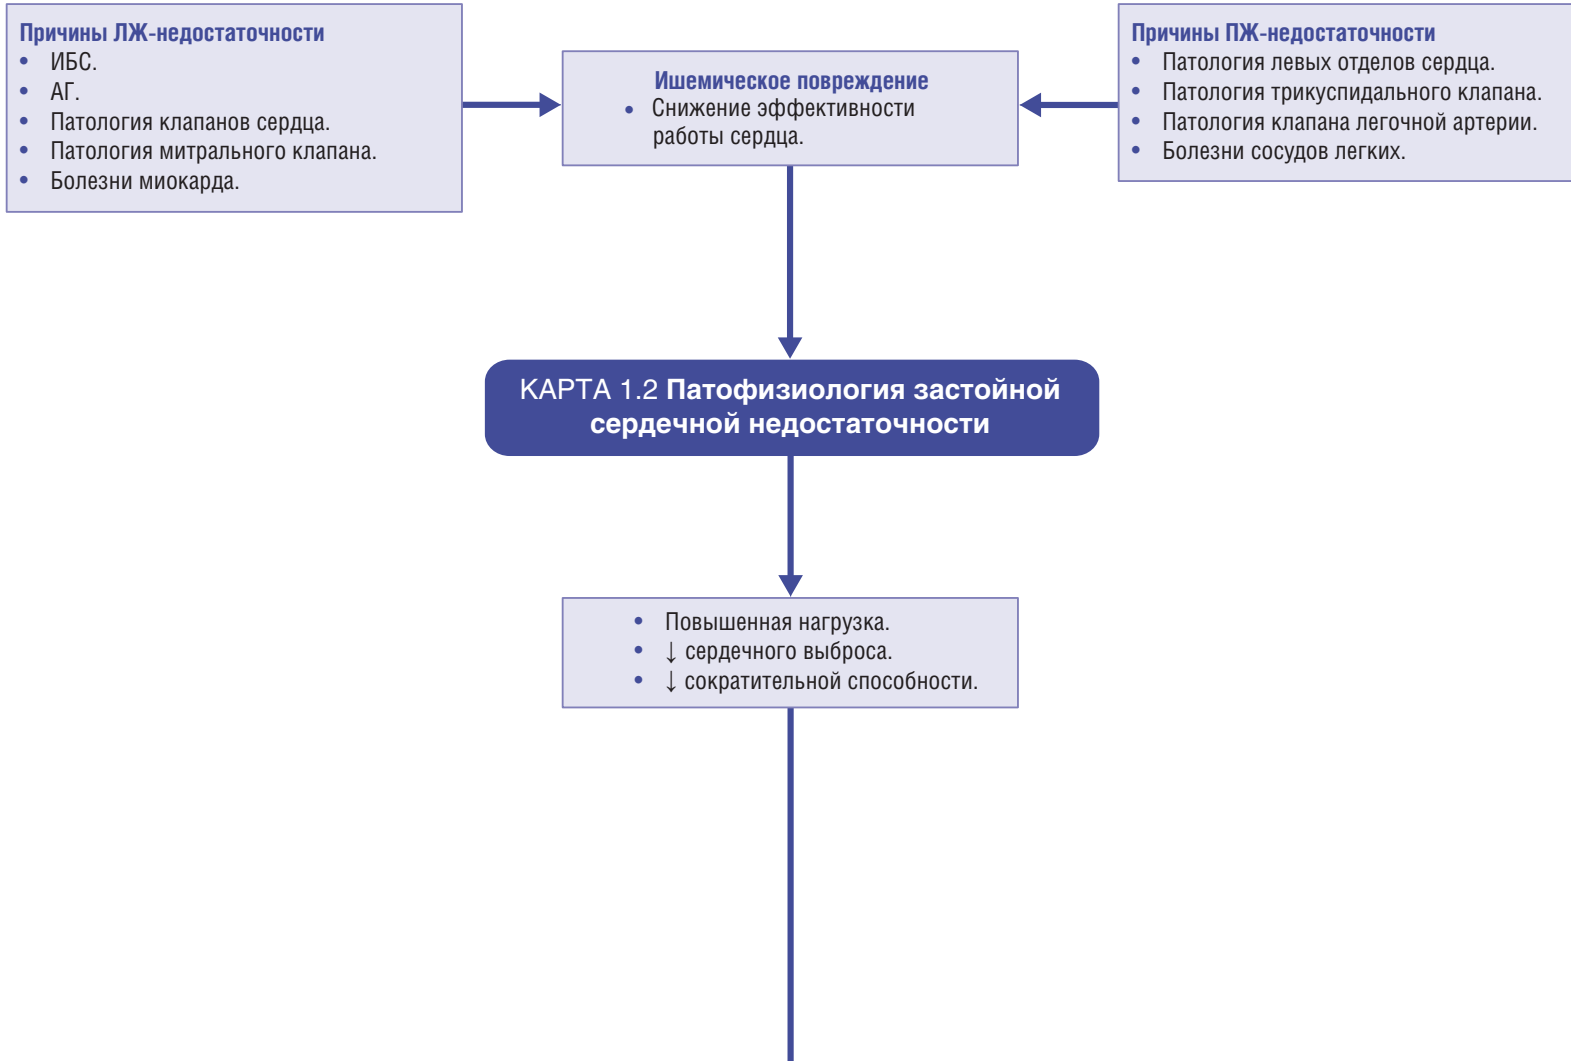 Причины ЛЖ-недостаточности
• ИБС.
• АГ.
• Патология клапанов сердца.
• Патология митрального клапана.
• Болезни миокарда.
Ишемическое повреждение
• Снижение эффективности
работы сердца.
Причины ПЖ-недостаточности
• Патология левых отделов сердца.
• Патология трикуспидального клапана.
• Патология клапана легочной артерии.
• Болезни сосудов легких.
КАРТА 1.2 Патофизиология застойной
сердечной недостаточности
• Повышенная нагрузка.
• ↓ сердечного выброса.
• ↓ сократительной способности.